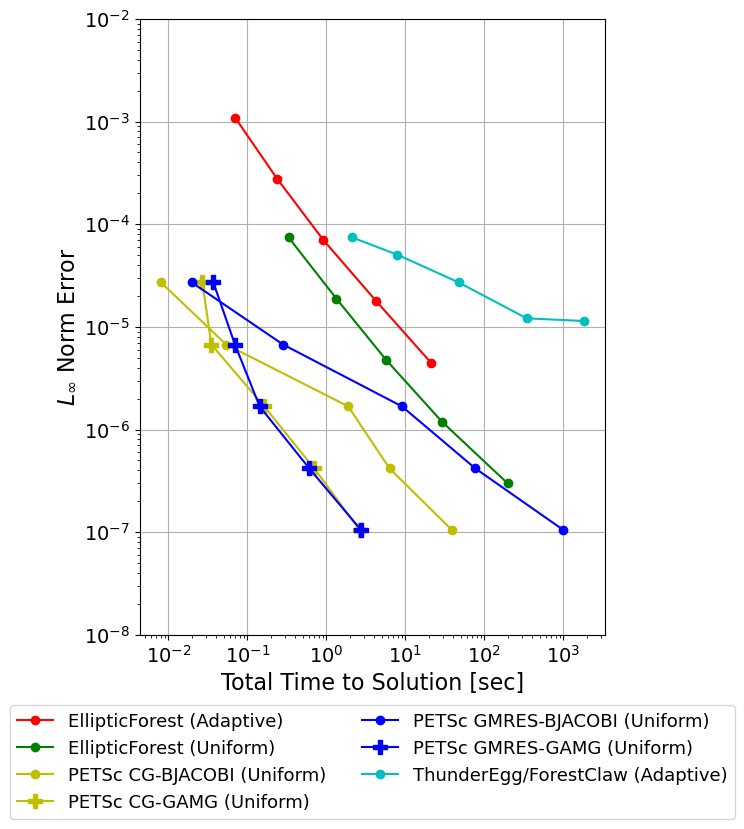 10⁻²
10⁻³
10⁻⁴
10⁻⁵
10⁻⁶
10⁻⁷
10⁻⁸
L∞ Norm Error
10⁻² 10⁻¹ 10⁰ 10¹ 10² 10³
Total Time to Solution [sec]
EllipticForest (Adaptive)
EllipticForest (Uniform)
PETSc CG-BJACOBI (Uniform)
PETSc CG-GAMG (Uniform)
PETSc GMRES-BJACOBI (Uniform)
PETSc GMRES-GAMG (Uniform)
ThunderEgg/ForestClaw (Adaptive)